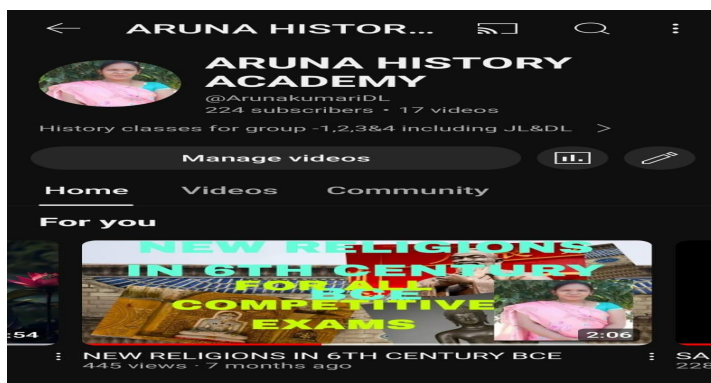 ARUNA HISTOR...
ARUNA HISTORY
ACADEMY
@ArunakumariDL
224 subscribers • 17 videos
History classes for group -1,2,3&4 including JL&DL >
Manage videos
Home Videos Community
For you
NEW RELIGIONS
IN 6TH CENTURY
BCE
FOR ALL
COMPETITIVE
EXAMS
:54
2:06
NEW RELIGIONS IN 6TH CENTURY BCE
445 views · 7 months ago
SA
228